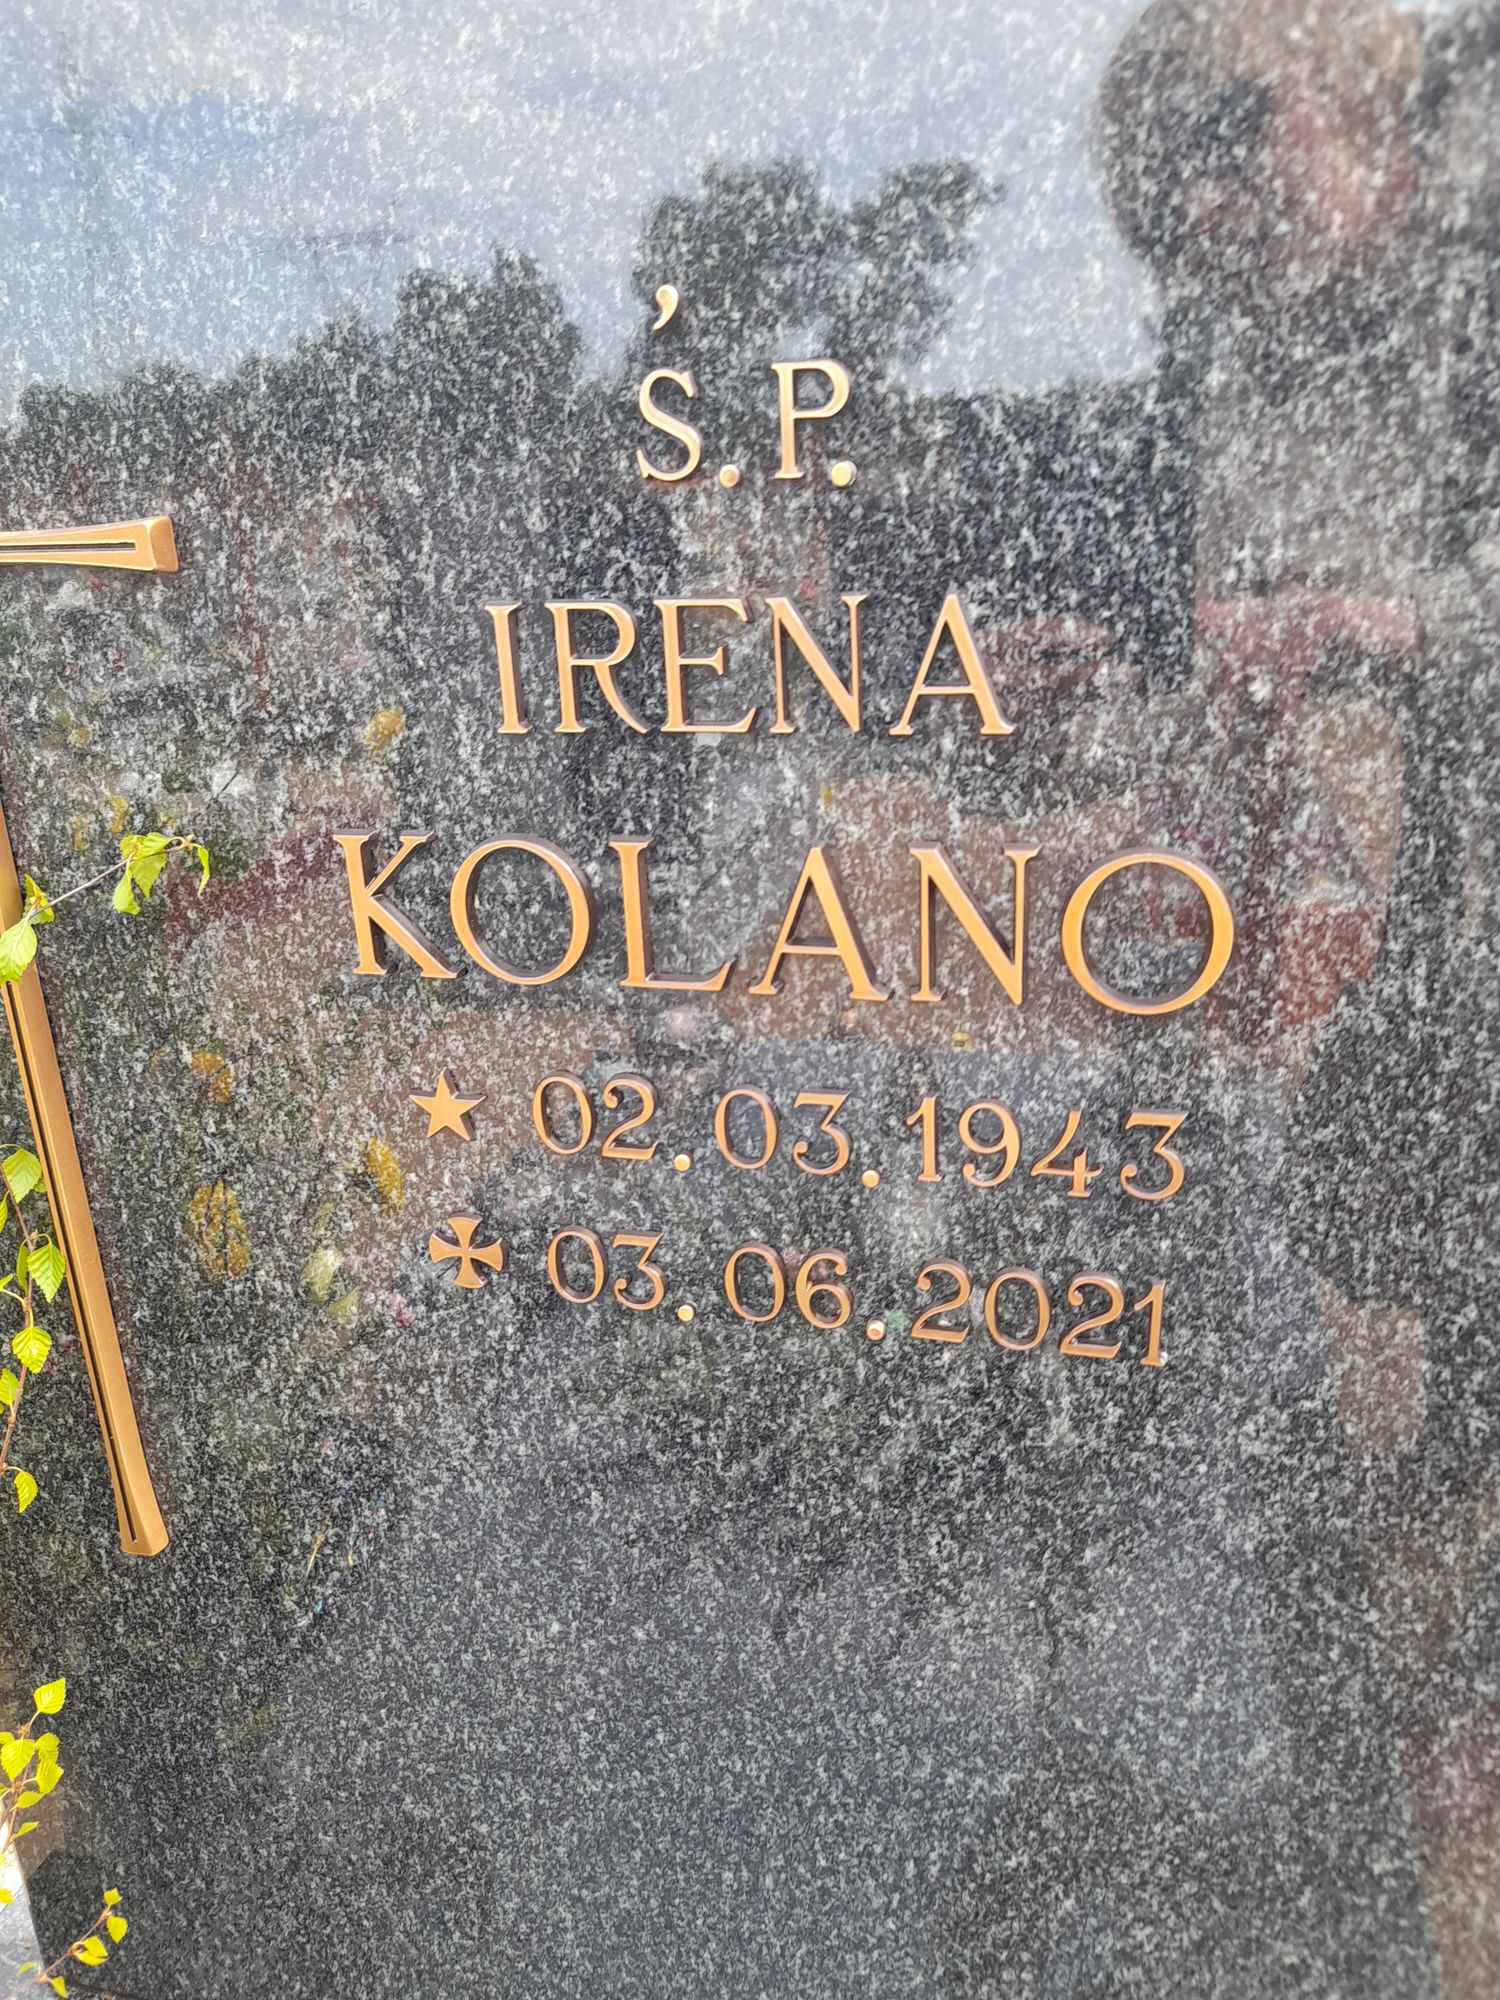 Ś.P.
IRENA
KOLANO
★ 02.03.1943
✠ 03.06.2021